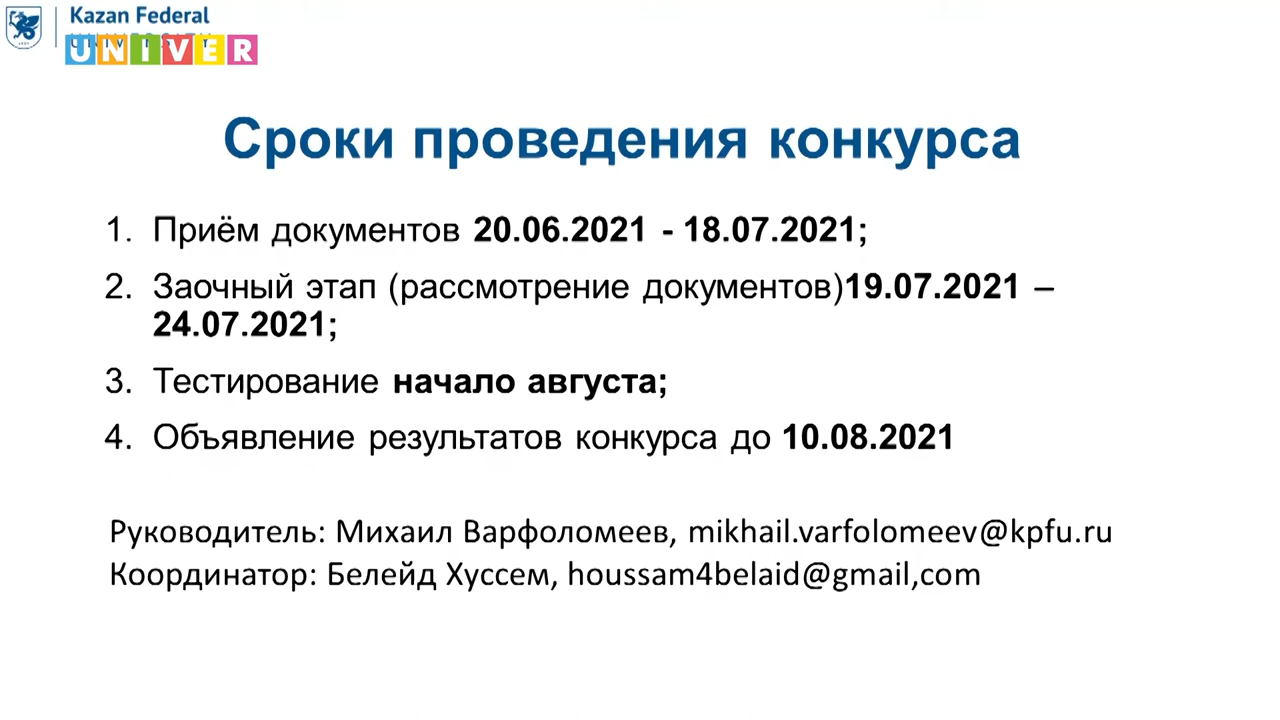 Kazan Federal
UNIVERSITY
UNIVER
Сроки проведения конкурса
1. Приём документов 20.06.2021 - 18.07.2021;
2. Заочный этап (рассмотрение документов)19.07.2021 –
24.07.2021;
3. Тестирование начало августа;
4. Объявление результатов конкурса до 10.08.2021
Руководитель: Михаил Варфоломеев, mikhail.varfolomeev@kpfu.ru
Координатор: Белейд Хуссем, houssam4belaid@gmail,com